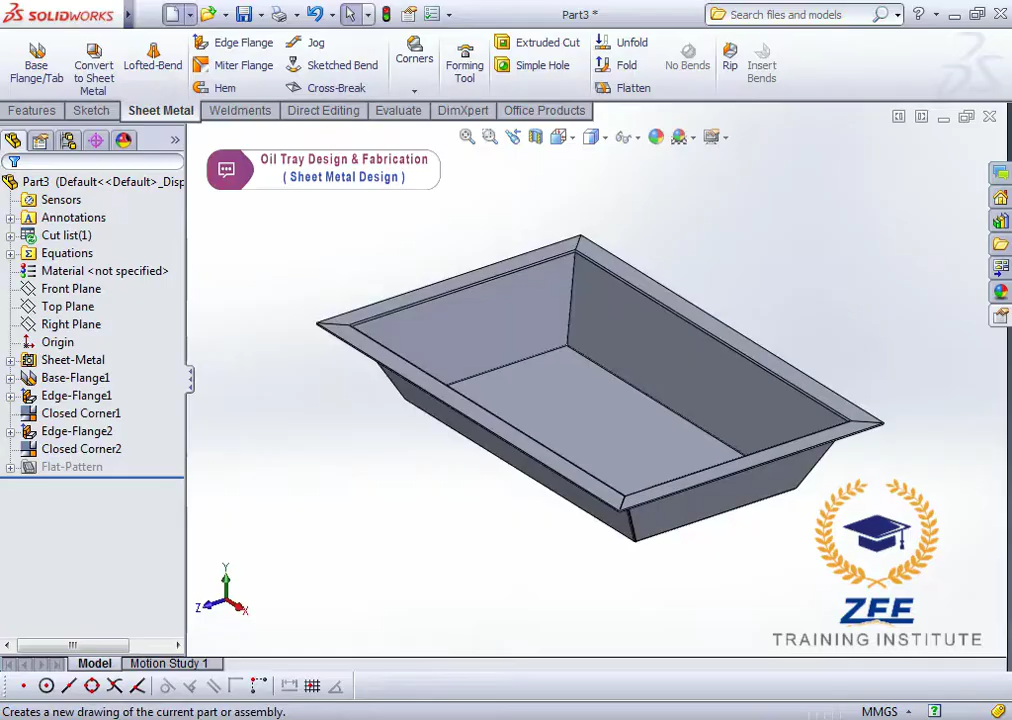 SOLIDWORKS
Part3 *
Search files and models
Base Flange/Tab
Convert to Sheet Metal
Lofted-Bend
Edge Flange
Miter Flange
Hem
Jog
Sketched Bend
Cross-Break
Corners
Forming Tool
Extruded Cut
Simple Hole
Unfold
Fold
Flatten
No Bends
Rip
Insert Bends
Features
Sketch
Sheet Metal
Weldments
Direct Editing
Evaluate
DimXpert
Office Products
Part3 (Default<<Default>_Disp
Sensors
Annotations
Cut list(1)
Equations
Material <not specified>
Front Plane
Top Plane
Right Plane
Origin
Sheet-Metal
Base-Flange1
Edge-Flange1
Closed Corner1
Edge-Flange2
Closed Corner2
Flat-Pattern
Oil Tray Design & Fabrication
( Sheet Metal Design )
Y
Z
X
ZEE
TRAINING INSTITUTE
Model
Motion Study 1
Creates a new drawing of the current part or assembly.
MMGS